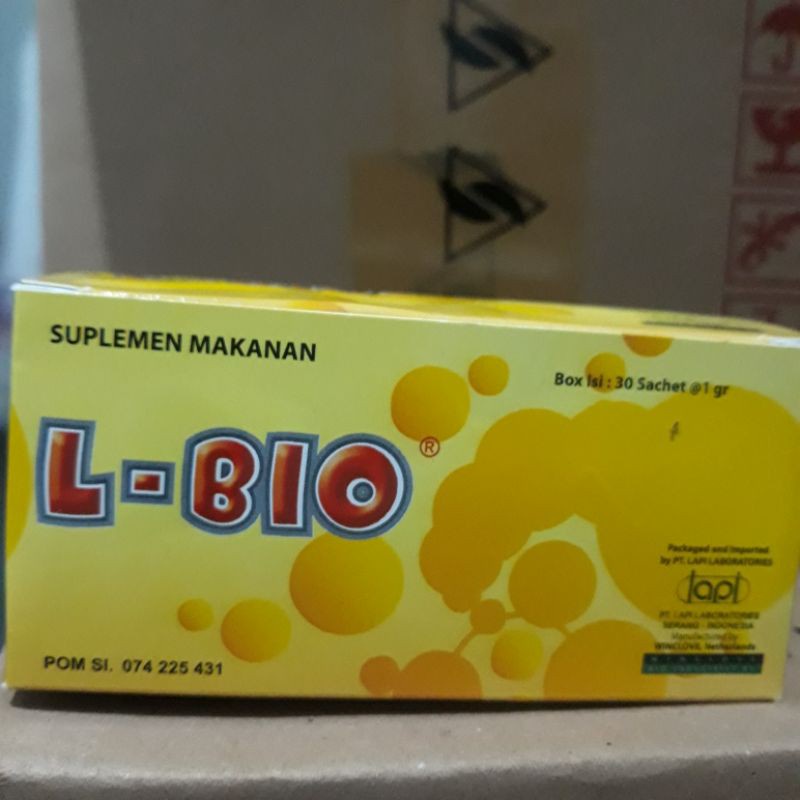 SUPLEMEN MAKANAN
Box Isi : 30 Sachet @1 gr
L-BIO®
Packaged and Imported
by PT. LAPI LABORATORIES
lapi
PT. LAPI LABORATORIES
SERANG - INDONESIA
Manufactured by
WINCLOVE, Netherlands
POM SI. 074 225 431